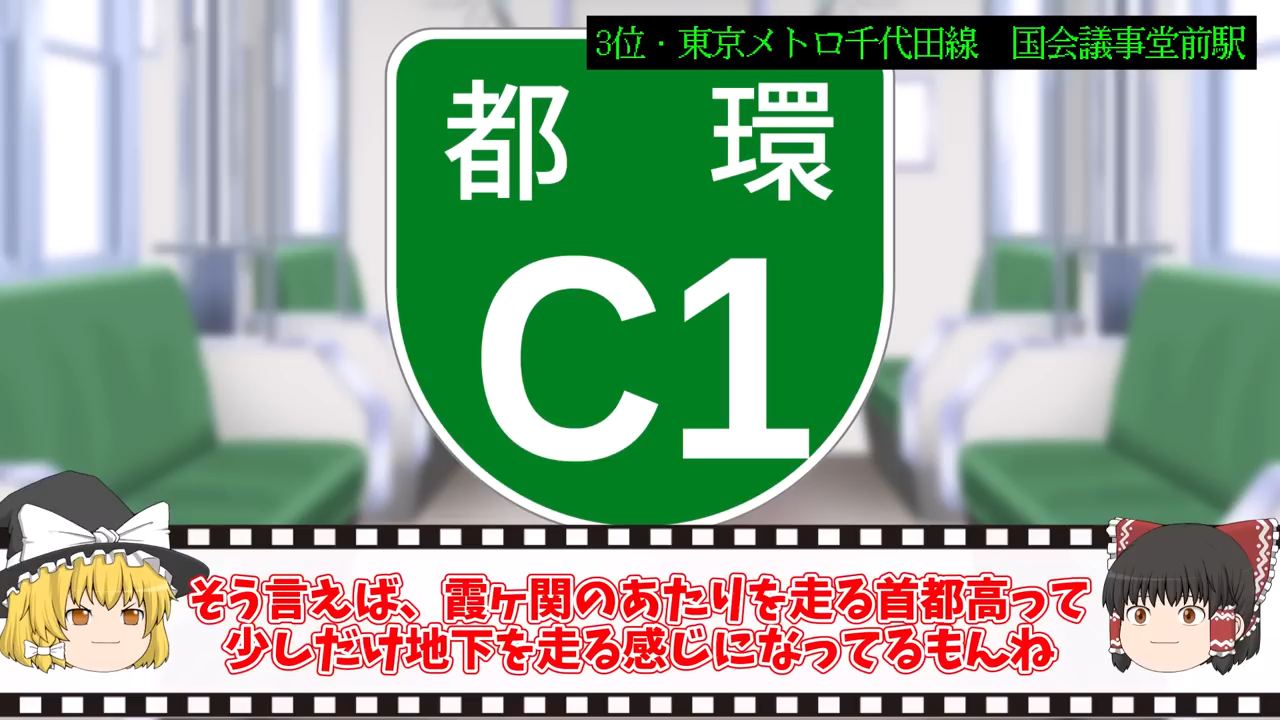 3位・東京メトロ千代田線　国会議事堂前駅
都　環
C1
そう言えば、霞ヶ関のあたりを走る首都高って
少しだけ地下を走る感じになってるもんね